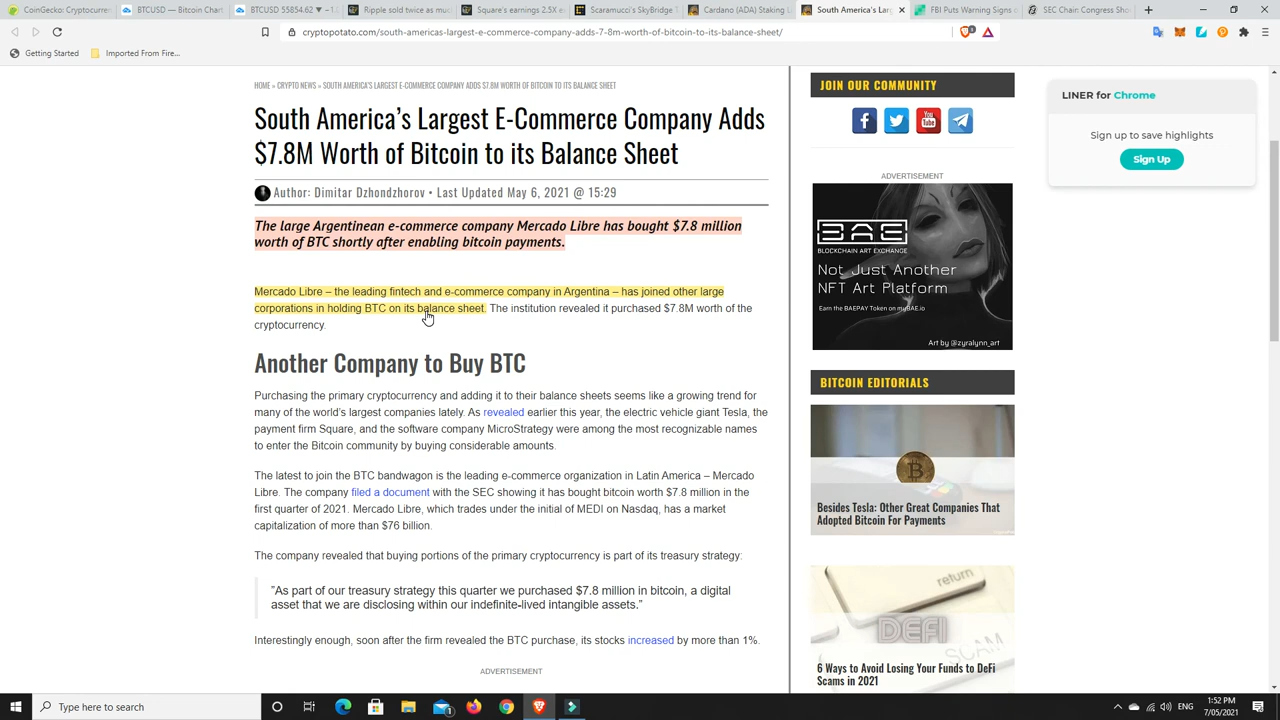 CoinGecko: Cryptocurren
BTCUSD — Bitcoin Chart
BTCUSD 55854.62 ▼ −1.
Ripple sold twice as muc
Square's earnings 2.5X e
Scaramucci's SkyBridge T
Cardano (ADA) Staking L
South America's Larg
FBI Puts Warning Signs o
SEC Chair: Congress Sho
cryptopotato.com/south-americas-largest-e-commerce-company-adds-7-8m-worth-of-bitcoin-to-its-balance-sheet/
Getting Started
Imported From Fire...
HOME » CRYPTO NEWS » SOUTH AMERICA'S LARGEST E-COMMERCE COMPANY ADDS $7.8M WORTH OF BITCOIN TO ITS BALANCE SHEET
South America's Largest E-Commerce Company Adds
$7.8M Worth of Bitcoin to its Balance Sheet
Author: Dimitar Dzhondzhorov • Last Updated May 6, 2021 @ 15:29
The large Argentinean e-commerce company Mercado Libre has bought $7.8 million
worth of BTC shortly after enabling bitcoin payments.
Mercado Libre – the leading fintech and e-commerce company in Argentina – has joined other large
corporations in holding BTC on its balance sheet. The institution revealed it purchased $7.8M worth of the
cryptocurrency.
Another Company to Buy BTC
Purchasing the primary cryptocurrency and adding it to their balance sheets seems like a growing trend for
many of the world's largest companies lately. As revealed earlier this year, the electric vehicle giant Tesla, the
payment firm Square, and the software company MicroStrategy were among the most recognizable names
to enter the Bitcoin community by buying considerable amounts.
The latest to join the BTC bandwagon is the leading e-commerce organization in Latin America – Mercado
Libre. The company filed a document with the SEC showing it has bought bitcoin worth $7.8 million in the
first quarter of 2021. Mercado Libre, which trades under the initial of MEDI on Nasdaq, has a market
capitalization of more than $76 billion.
The company revealed that buying portions of the primary cryptocurrency is part of its treasury strategy:
"As part of our treasury strategy this quarter we purchased $7.8 million in bitcoin, a digital
asset that we are disclosing within our indefinite-lived intangible assets."
Interestingly enough, soon after the firm revealed the BTC purchase, its stocks increased by more than 1%.
ADVERTISEMENT
JOIN OUR COMMUNITY
You
Tube
ADVERTISEMENT
BAE
BLOCKCHAIN ART EXCHANGE
Not Just Another
NFT Art Platform
Earn the BAEPAY Token on myBAE.io
Art by @zyralynn_art
BITCOIN EDITORIALS
Besides Tesla: Other Great Companies That
Adopted Bitcoin For Payments
return
DEFI
SCAM
6 Ways to Avoid Losing Your Funds to DeFi
Scams in 2021
LINER for Chrome
Sign up to save highlights
Sign Up
Type here to search
ENG
1:52 PM
7/05/2021